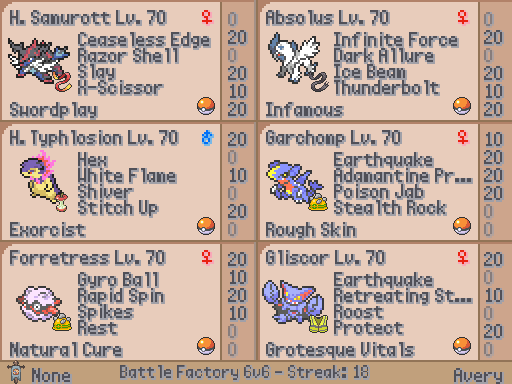 H. Samurott Lv. 70 ♀ 0
Ceaseless Edge 20
Razor Shell 0
Slay 20
X-Scissor 10
Swordplay 20
Absolus Lv. 70 ♀ 0
Infinite Force 20
Dark Allure 0
Ice Beam 20
Thunderbolt 10
Infamous 20
H. Typhlosion Lv. 70 ♂ 20
Hex 0
White Flame 10
Shiver 0
Stitch Up 20
Exorcist 0
Garchomp Lv. 70 ♀ 10
Earthquake 20
Adamantine Pr... 20
Poison Jab 20
Stealth Rock 0
Rough Skin 0
Forretress Lv. 70 ♀ 20
Gyro Ball 10
Rapid Spin 20
Spikes 10
Rest 0
Natural Cure 0
Gliscor Lv. 70 ♀ 20
Earthquake 0
Retreating St... 10
Roost 0
Protect 20
Grotesque Vitals 0
None
Battle Factory 6v6 - Streak: 18
Avery